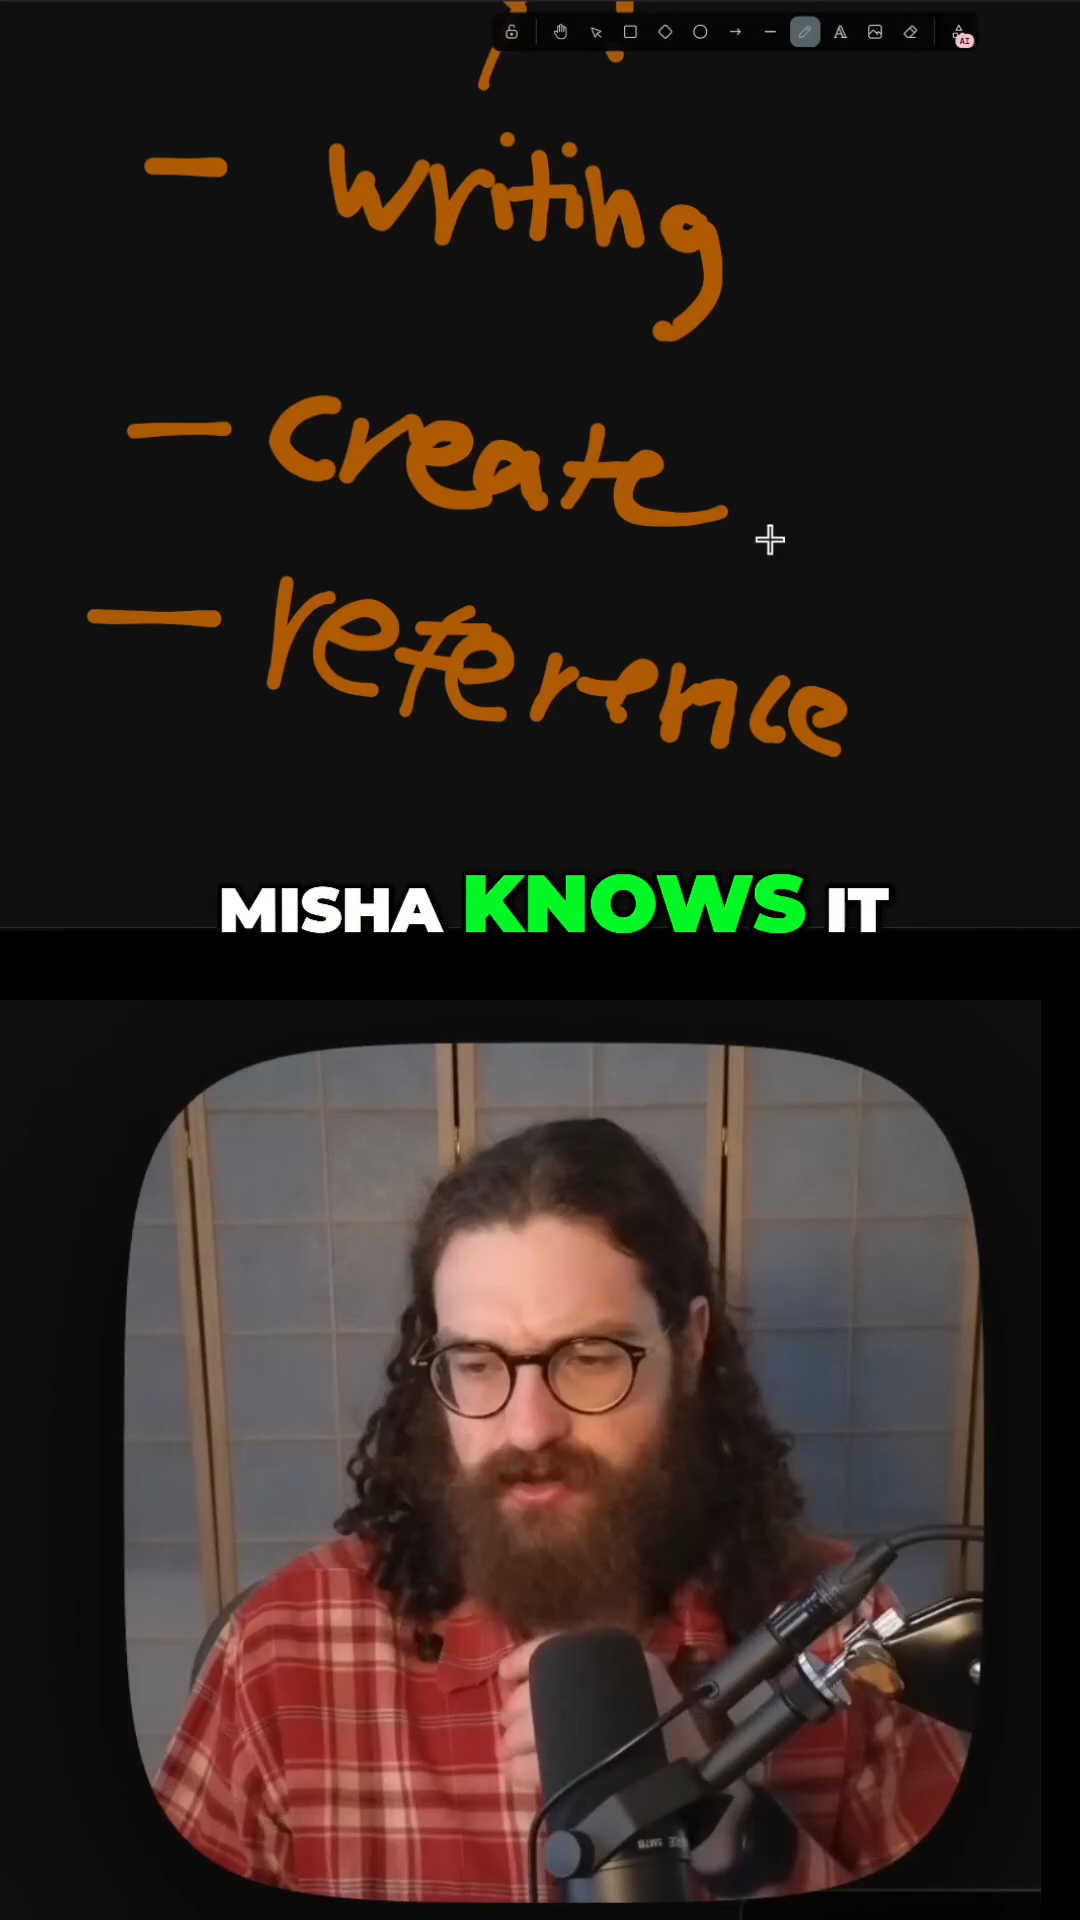 - writing
- create
- reference
MISHA KNOWS IT